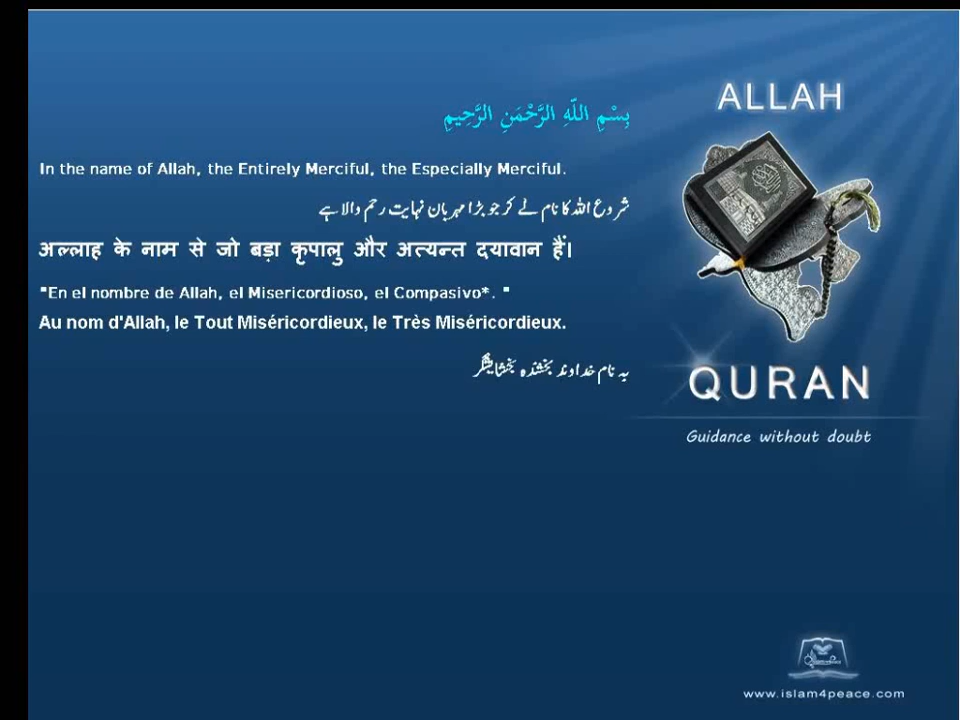 بِسْمِ اللّهِ الرَّحْمَنِ الرَّحِيمِ
In the name of Allah, the Entirely Merciful, the Especially Merciful.
شروع الله کا نام لے کر جو بڑا مہربان نہایت رحم والا ہے
अल्लाह के नाम से जो बड़ा कृपालु और अत्यन्त दयावान हैं।
"En el nombre de Allah, el Misericordioso, el Compasivo*. "
Au nom d'Allah, le Tout Miséricordieux, le Très Miséricordieux.
به نام خداوند بخشنده بخشایشگر
ALLAH
QURAN
Guidance without doubt
www.islam4peace.com